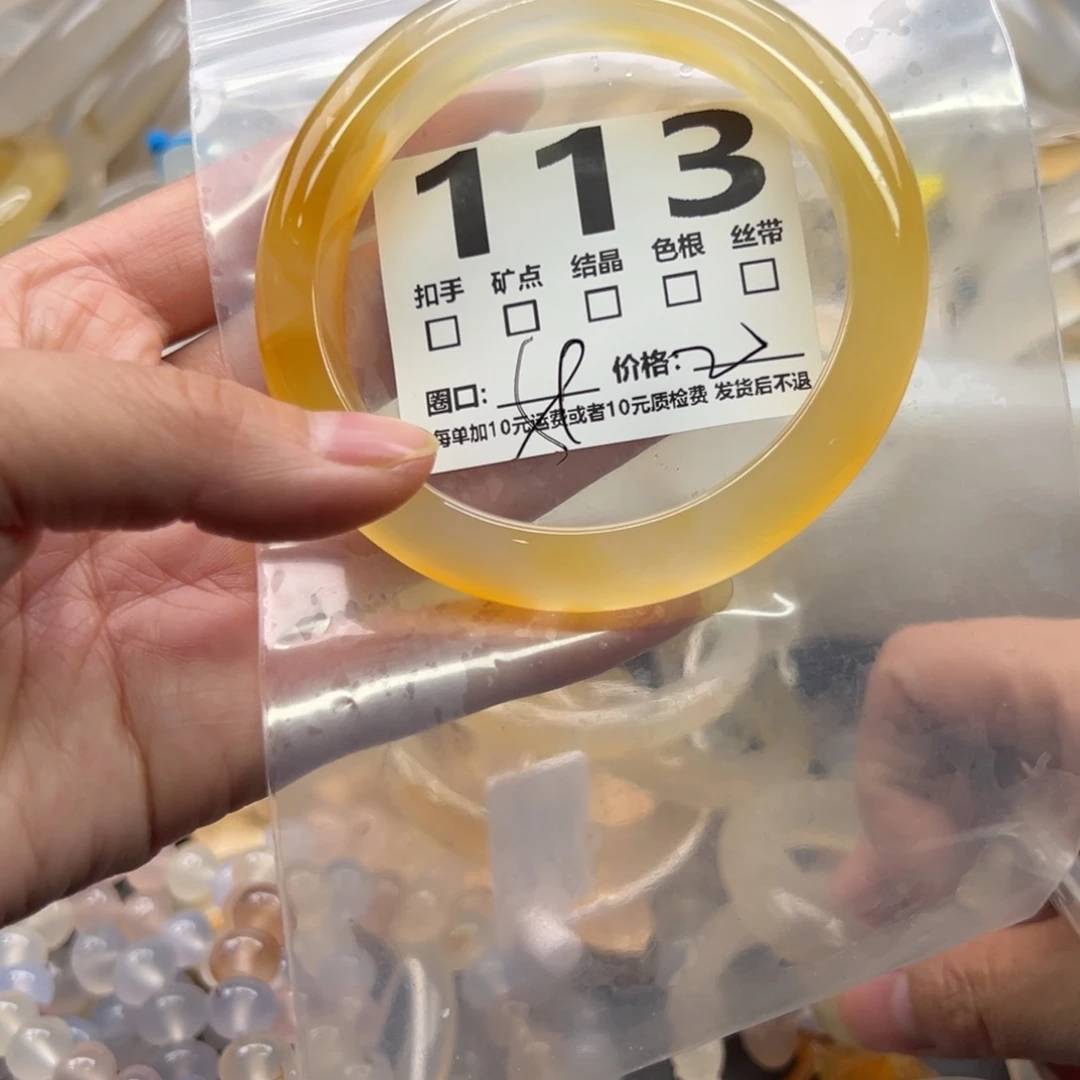 113
扣手 矿点 结晶 色根 丝带
圈口: 价格:
每单加10元运费或者10元质检费 发货后不退